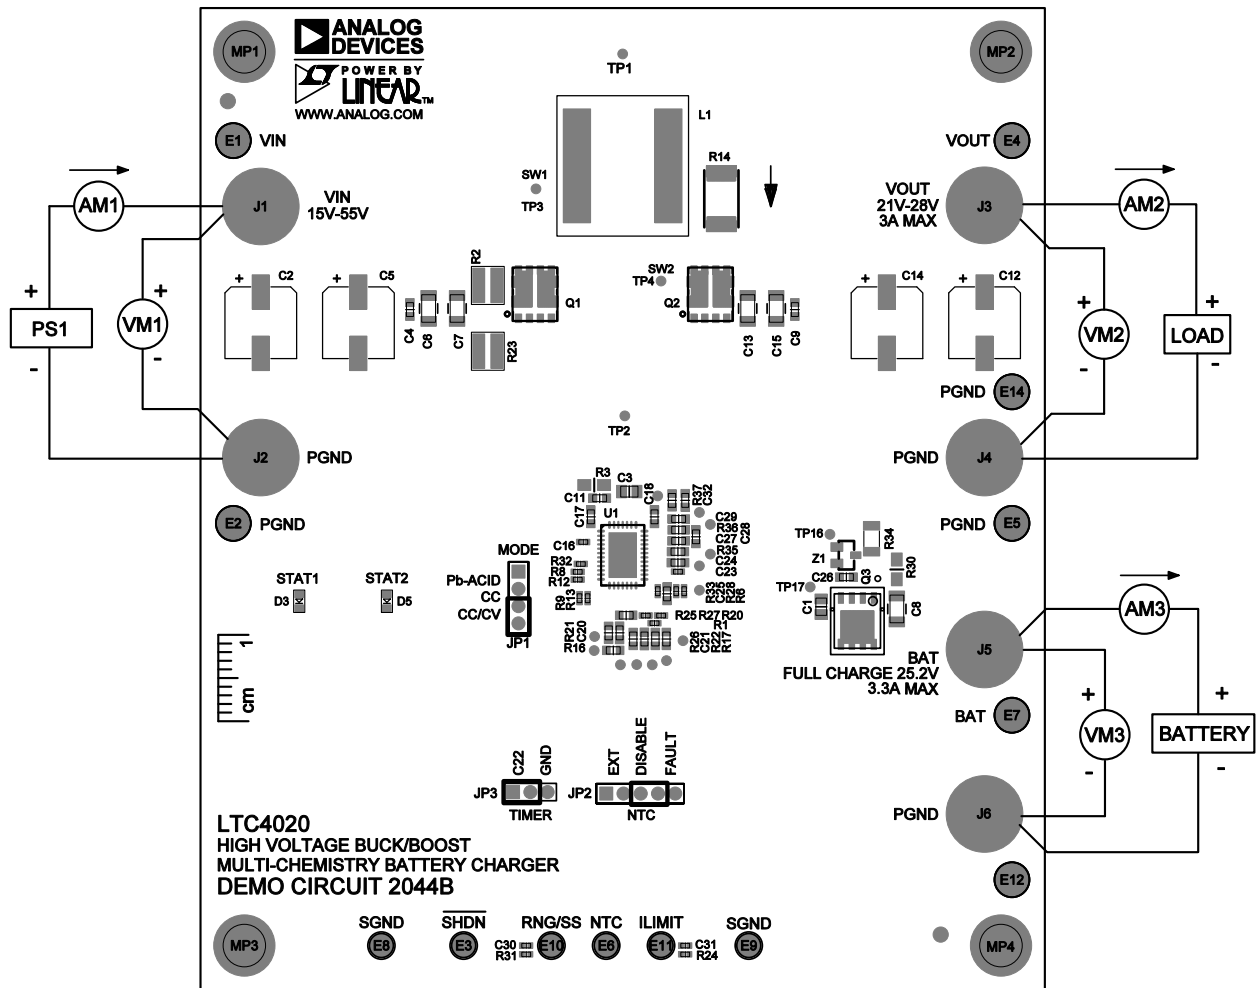 MP1
ANALOG
DEVICES
POWER BY
LINEAR™
WWW.ANALOG.COM
TP1
MP2
E1 VIN
L1
VOUT E4
R14
AM1
J1
VIN
15V-55V
SW1
TP3
VOUT
21V-28V
3A MAX
J3
AM2
+ C2
+ C5
R2
Q1
SW2
TP4
Q2
C14 +
C12 +
+
PS1
-
+
VM1
-
C4
C6
C7
R23
C13
C15
C9
+
VM2
-
+
LOAD
-
PGND E14
TP2
J2 PGND
PGND J4
R3
C3
C11
C18
R37
C32
C17
U1
C29
R36
C27
C28
R35
C24
C23
E2 PGND
PGND E5
C16
R32
R8
R12
R9
R13
R33
C25
R28
R6
MODE
Pb-ACID
CC
CC/CV
JP1
TP16
Z1
R34
C26
Q3
R30
TP17
C1
C8
STAT1
D3
STAT2
D5
R25 R27 R20
R1
R21
C20
R16
R26
C21
R22
R17
AM3
J5
BAT
FULL CHARGE 25.2V
3.3A MAX
1
cm
BAT E7
+
VM3
-
+
BATTERY
-
C22
GND
JP3
TIMER
EXT
DISABLE
FAULT
JP2
NTC
PGND J6
LTC4020
HIGH VOLTAGE BUCK/BOOST
MULTI-CHEMISTRY BATTERY CHARGER
DEMO CIRCUIT 2044B
E12
MP3
SGND
E8
SHDN
E3
C30
R31
RNG/SS
E10
NTC
E6
ILIMIT
E11
C31
R24
SGND
E9
MP4